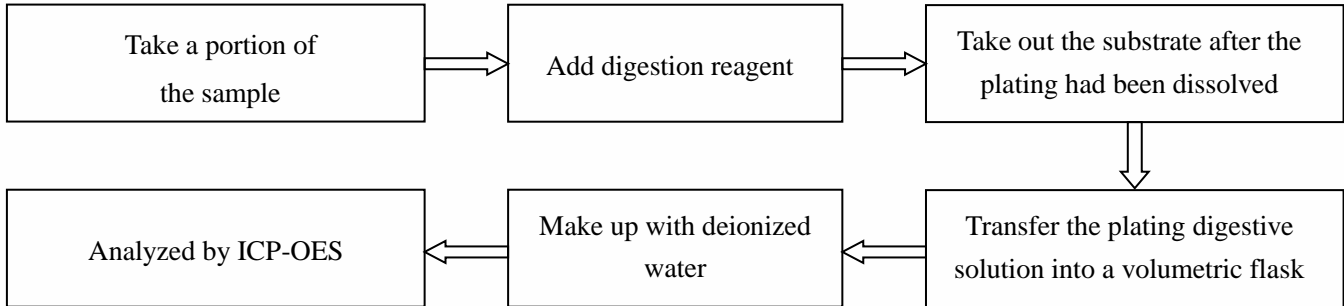 Take a portion of
the sample
Add digestion reagent
Take out the substrate after the
plating had been dissolved
Transfer the plating digestive
solution into a volumetric flask
Make up with deionized
water
Analyzed by ICP-OES